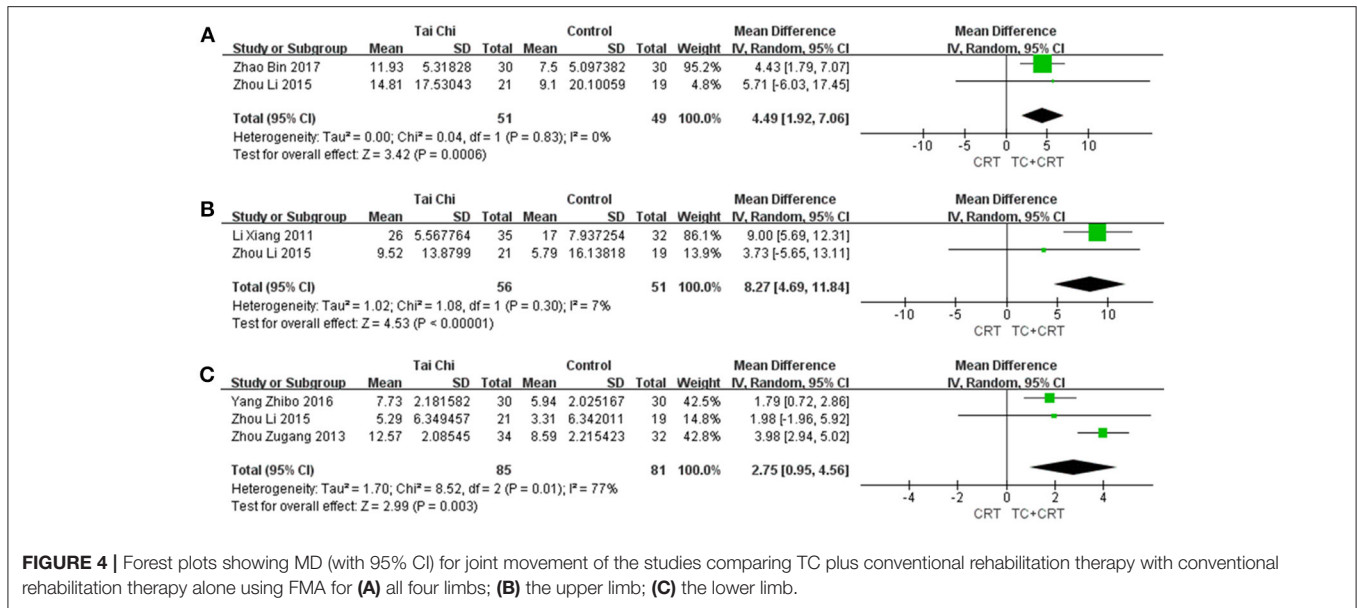 A
Tai Chi Control Mean Difference Mean Difference
Study or Subgroup Mean SD Total Mean SD Total Weight IV, Random, 95% CI IV, Random, 95% CI
Zhao Bin 2017 11.93 5.31828 30 7.5 5.097382 30 95.2% 4.43 [1.79, 7.07]
Zhou Li 2015 14.81 17.53043 21 9.1 20.10059 19 4.8% 5.71 [-6.03, 17.45]
Total (95% CI) 51 49 100.0% 4.49 [1.92, 7.06]
Heterogeneity: Tau² = 0.00; Chi² = 0.04, df = 1 (P = 0.83); I² = 0%
Test for overall effect: Z = 3.42 (P = 0.0006)
-10 -5 0 5 10
CRT TC+CRT
B
Tai Chi Control Mean Difference Mean Difference
Study or Subgroup Mean SD Total Mean SD Total Weight IV, Random, 95% CI IV, Random, 95% CI
Li Xiang 2011 26 5.567764 35 17 7.937254 32 86.1% 9.00 [5.69, 12.31]
Zhou Li 2015 9.52 13.8799 21 5.79 16.13818 19 13.9% 3.73 [-5.65, 13.11]
Total (95% CI) 56 51 100.0% 8.27 [4.69, 11.84]
Heterogeneity: Tau² = 1.02; Chi² = 1.08, df = 1 (P = 0.30); I² = 7%
Test for overall effect: Z = 4.53 (P < 0.00001)
-10 -5 0 5 10
CRT TC+CRT
C
Tai Chi Control Mean Difference Mean Difference
Study or Subgroup Mean SD Total Mean SD Total Weight IV, Random, 95% CI IV, Random, 95% CI
Yang Zhibo 2016 7.73 2.181582 30 5.94 2.025167 30 42.5% 1.79 [0.72, 2.86]
Zhou Li 2015 5.29 6.349457 21 3.31 6.342011 19 14.8% 1.98 [-1.96, 5.92]
Zhou Zugang 2013 12.57 2.08545 34 8.59 2.215423 32 42.8% 3.98 [2.94, 5.02]
Total (95% CI) 85 81 100.0% 2.75 [0.95, 4.56]
Heterogeneity: Tau² = 1.70; Chi² = 8.52, df = 2 (P = 0.01); I² = 77%
Test for overall effect: Z = 2.99 (P = 0.003)
-4 -2 0 2 4
CRT TC+CRT
FIGURE 4 | Forest plots showing MD (with 95% CI) for joint movement of the studies comparing TC plus conventional rehabilitation therapy with conventional
rehabilitation therapy alone using FMA for (A) all four limbs; (B) the upper limb; (C) the lower limb.